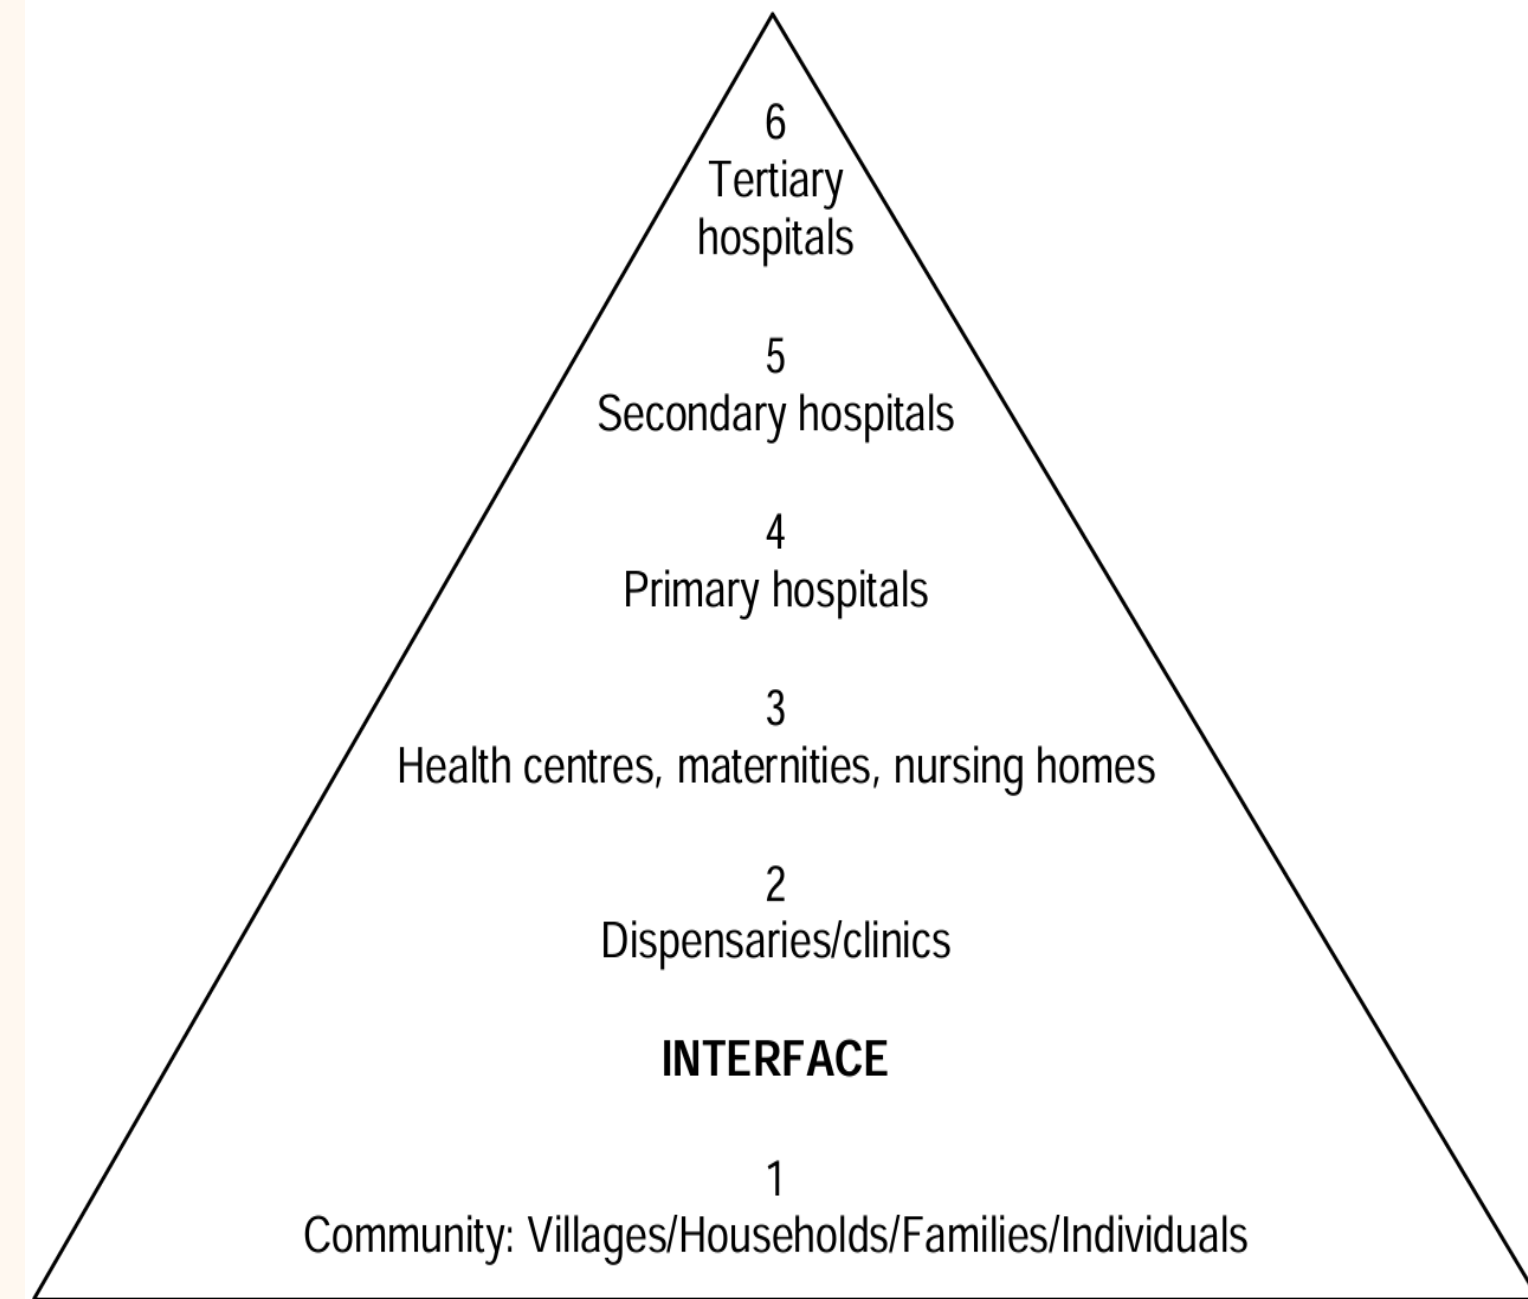 6
Tertiary
hospitals
5
Secondary hospitals
4
Primary hospitals
3
Health centres, maternities, nursing homes
2
Dispensaries/clinics
INTERFACE
1
Community: Villages/Households/Families/Individuals